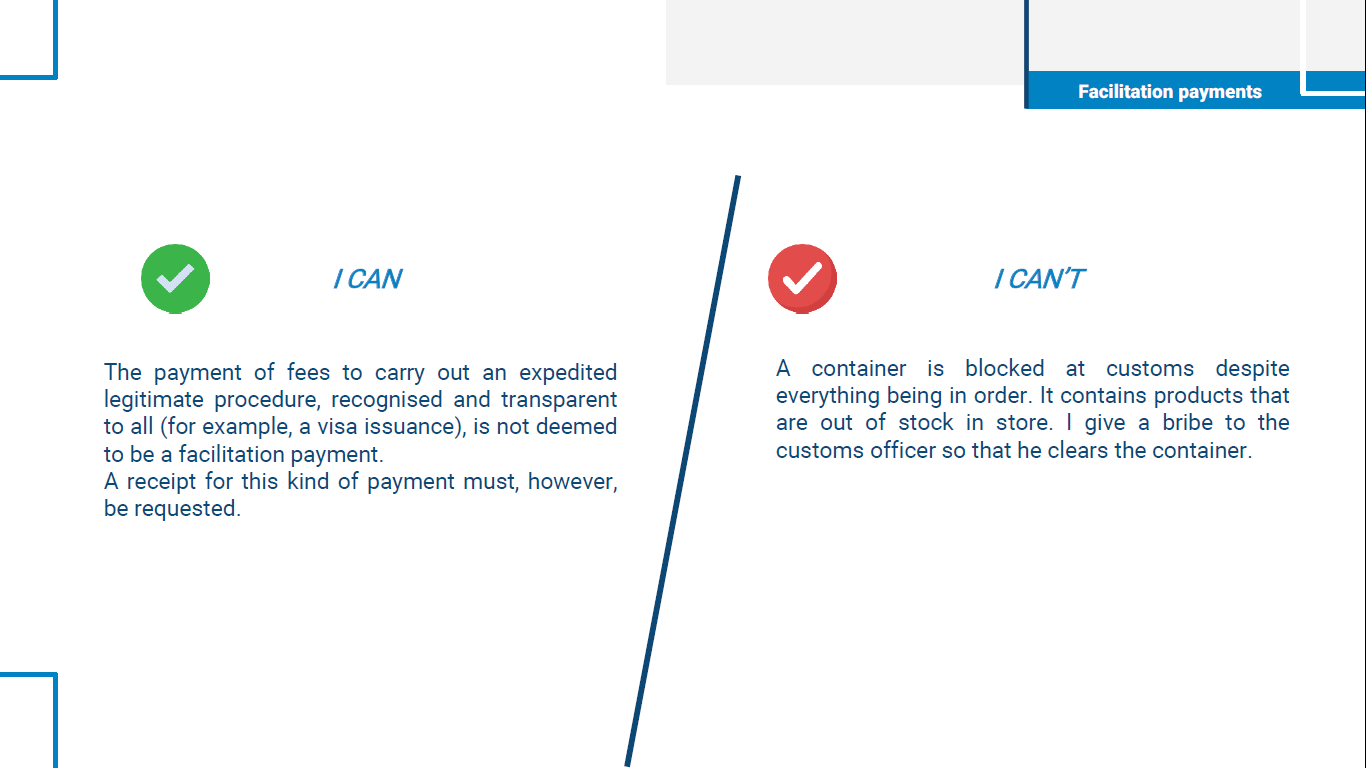 Facilitation payments
I CAN
The payment of fees to carry out an expedited
legitimate procedure, recognised and transparent
to all (for example, a visa issuance), is not deemed
to be a facilitation payment.
A receipt for this kind of payment must, however,
be requested.
I CAN'T
A container is blocked at customs despite
everything being in order. It contains products that
are out of stock in store. I give a bribe to the
customs officer so that he clears the container.